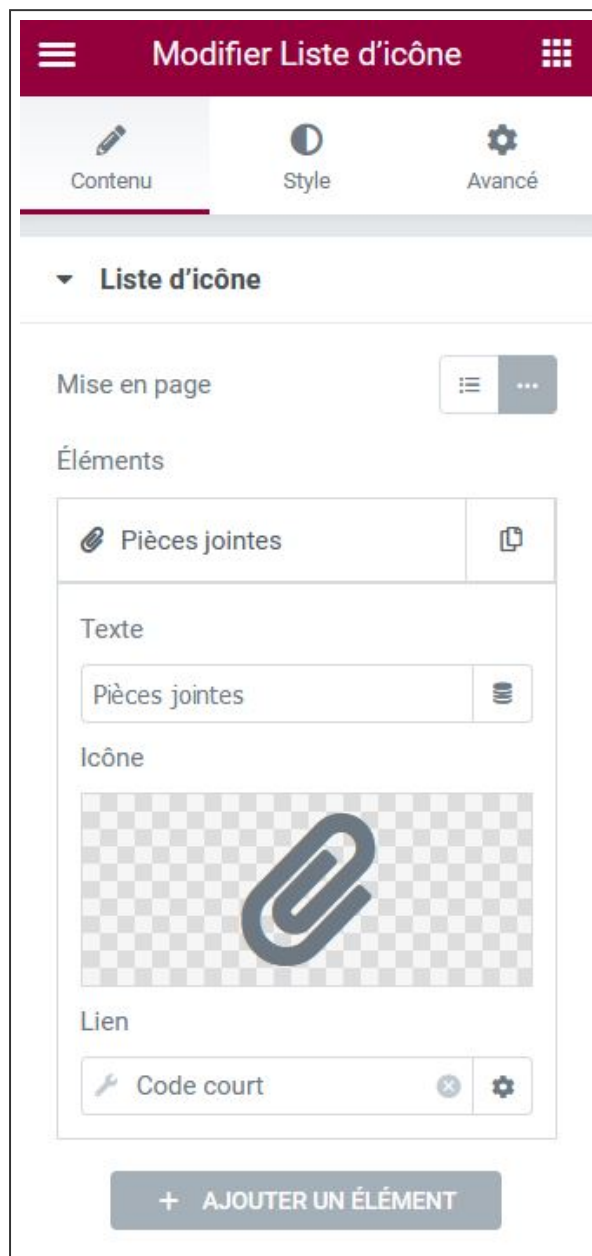 Modifier Liste d’icône
Contenu
Style
Avancé
Liste d’icône
Mise en page
Éléments
Pièces jointes
Texte
Pièces jointes
Icône
Lien
Code court
+ AJOUTER UN ÉLÉMENT